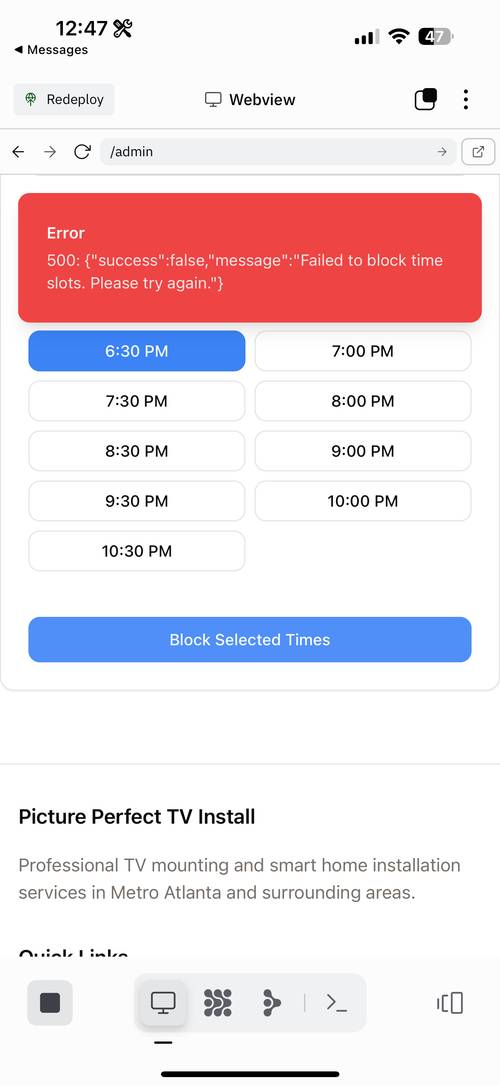 12:47
Messages
47
Redeploy
Webview
/admin
Error
500: {"success":false,"message":"Failed to block time
slots. Please try again."}
6:30 PM
7:00 PM
7:30 PM
8:00 PM
8:30 PM
9:00 PM
9:30 PM
10:00 PM
10:30 PM
Block Selected Times
Picture Perfect TV Install
Professional TV mounting and smart home installation
services in Metro Atlanta and surrounding areas.
Quick Links